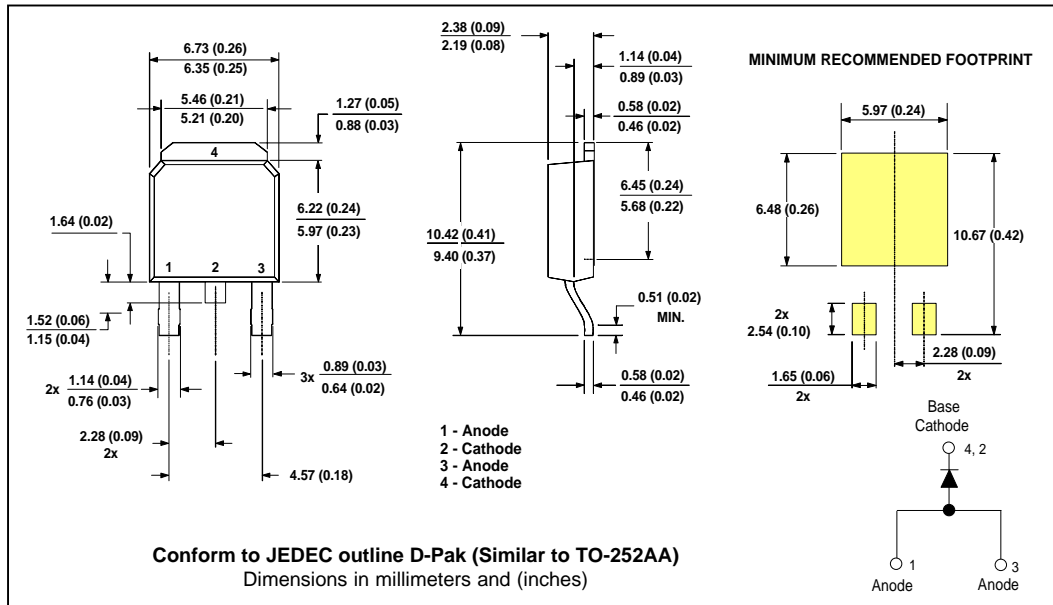 6.73 (0.26)
6.35 (0.25)
5.46 (0.21)
5.21 (0.20)
1.27 (0.05)
0.88 (0.03)
4
1.64 (0.02)
6.22 (0.24)
5.97 (0.23)
1 2 3
1.52 (0.06)
1.15 (0.04)
2x 1.14 (0.04)
0.76 (0.03)
3x 0.89 (0.03)
0.64 (0.02)
2.28 (0.09)
2x
4.57 (0.18)
2.38 (0.09)
2.19 (0.08)
1.14 (0.04)
0.89 (0.03)
0.58 (0.02)
0.46 (0.02)
6.45 (0.24)
5.68 (0.22)
10.42 (0.41)
9.40 (0.37)
0.51 (0.02)
MIN.
0.58 (0.02)
0.46 (0.02)
1 - Anode
2 - Cathode
3 - Anode
4 - Cathode
MINIMUM RECOMMENDED FOOTPRINT
5.97 (0.24)
6.48 (0.26)
10.67 (0.42)
2x
2.54 (0.10)
2.28 (0.09)
2x
1.65 (0.06)
2x
Base
Cathode
4, 2
1
Anode
3
Anode
Conform to JEDEC outline D-Pak (Similar to TO-252AA)
Dimensions in millimeters and (inches)